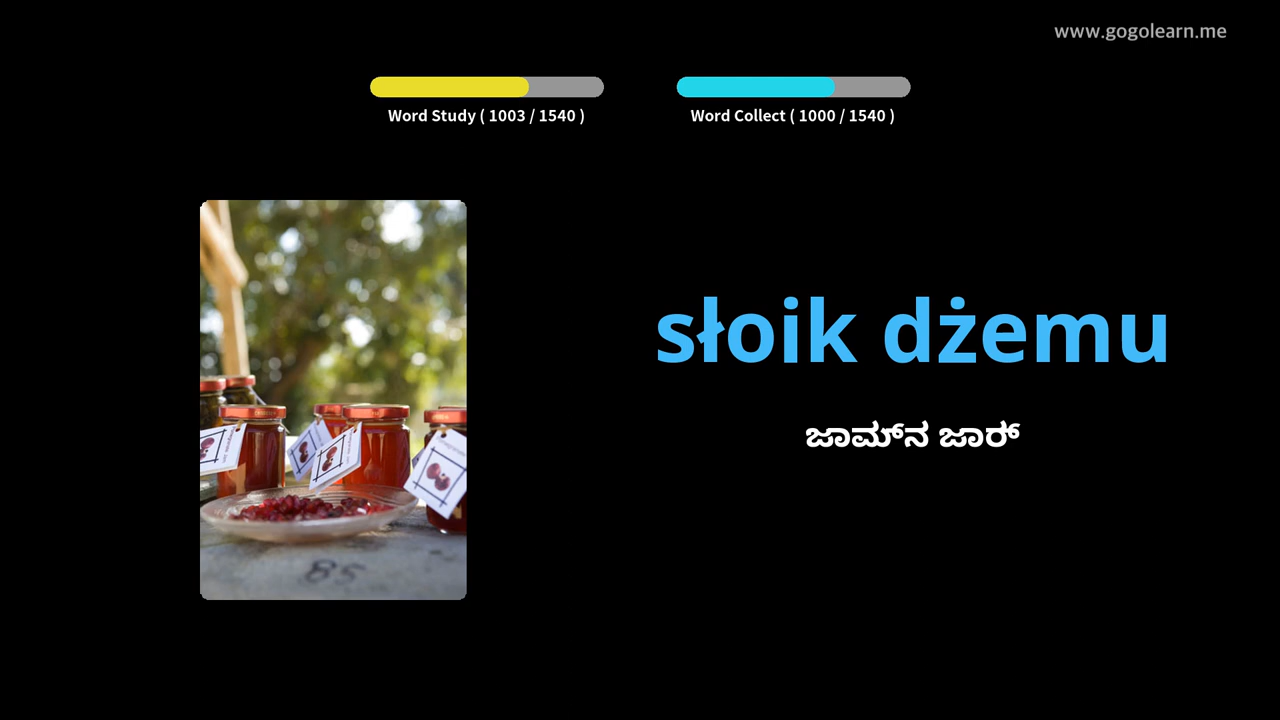 www.gogolearn.me
Word Study ( 1003 / 1540 )
Word Collect ( 1000 / 1540 )
słoik dżemu
ಜಾಮ್‌ನ ಜಾರ್
85